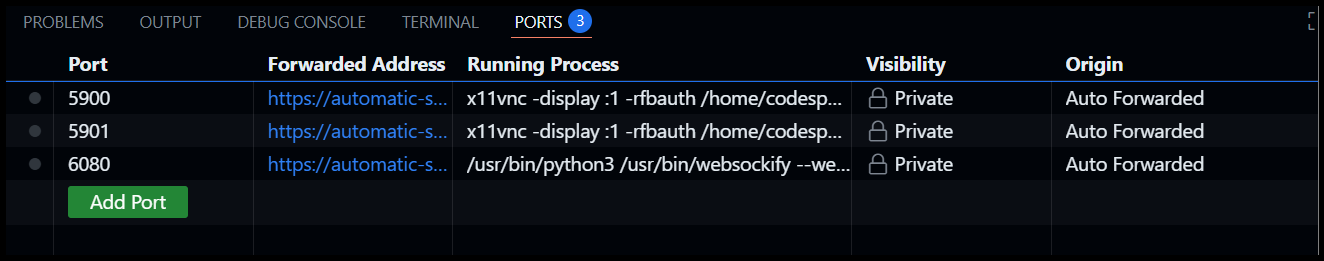 PROBLEMS OUTPUT DEBUG CONSOLE TERMINAL PORTS 3
Port Forwarded Address Running Process Visibility Origin
5900 https://automatic-s... x11vnc -display :1 -rfbauth /home/codesp... Private Auto Forwarded
5901 https://automatic-s... x11vnc -display :1 -rfbauth /home/codesp... Private Auto Forwarded
6080 https://automatic-s... /usr/bin/python3 /usr/bin/websockify --we... Private Auto Forwarded
Add Port